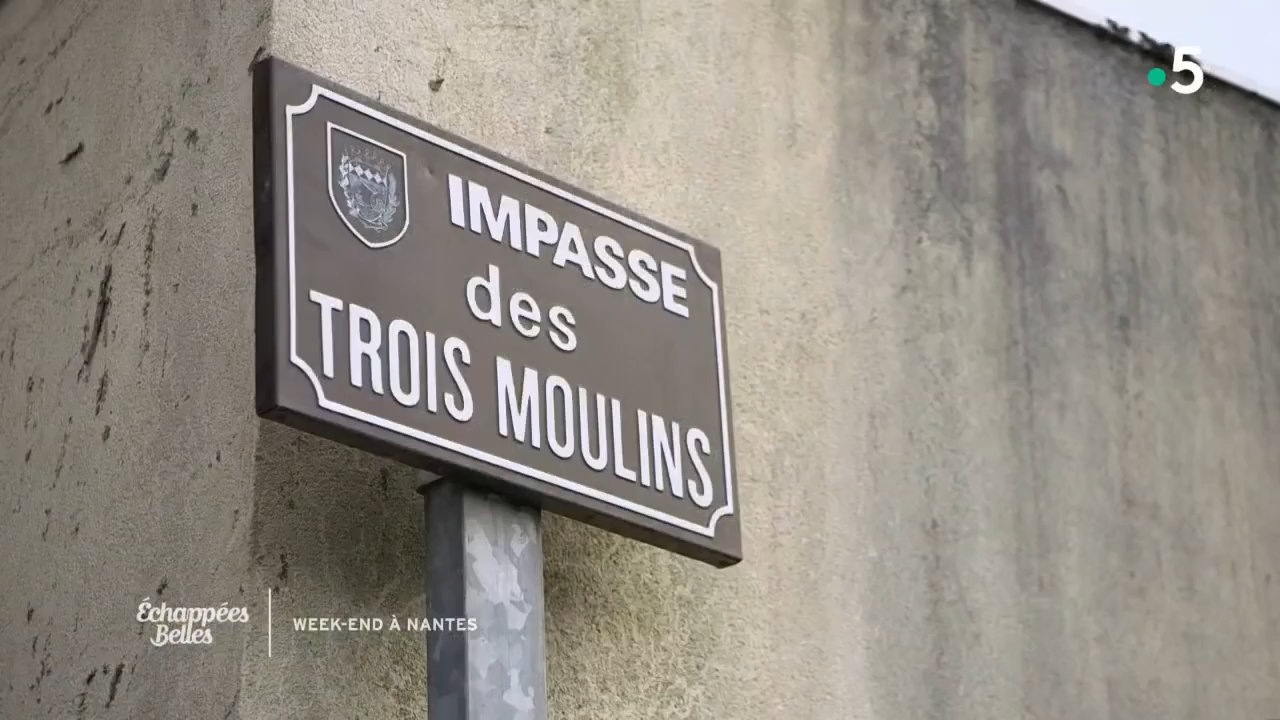 5
IMPASSE
des
TROIS MOULINS
Échappées
Belles
WEEK-END À NANTES